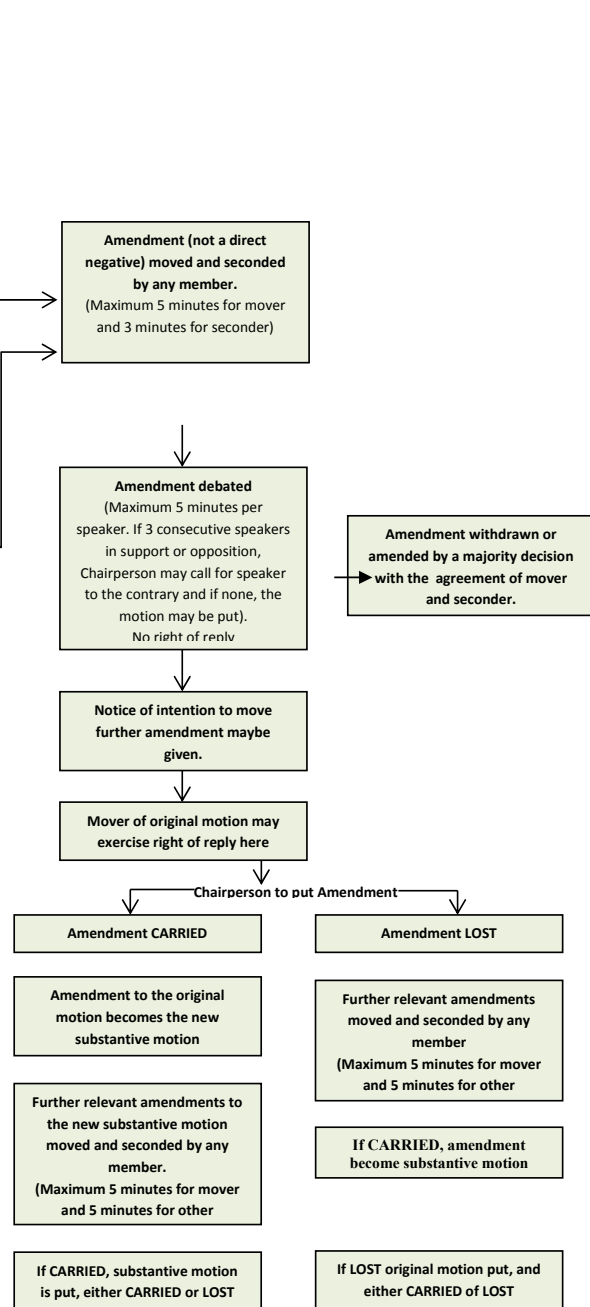 Amendment (not a direct
negative) moved and seconded
by any member.
(Maximum 5 minutes for mover
and 3 minutes for seconder)
Amendment debated
(Maximum 5 minutes per
speaker. If 3 consecutive speakers
in support or opposition,
Chairperson may call for speaker
to the contrary and if none, the
motion may be put).
No right of reply
Amendment withdrawn or
amended by a majority decision
with the agreement of mover
and seconder.
Notice of intention to move
further amendment maybe
given.
Mover of original motion may
exercise right of reply here
Chairperson to put Amendment
Amendment CARRIED
Amendment to the original
motion becomes the new
substantive motion
Further relevant amendments to
the new substantive motion
moved and seconded by any
member.
(Maximum 5 minutes for mover
and 5 minutes for other
If CARRIED, substantive motion
is put, either CARRIED or LOST
Amendment LOST
Further relevant amendments
moved and seconded by any
member
(Maximum 5 minutes for mover
and 5 minutes for other
If CARRIED, amendment
become substantive motion
If LOST original motion put, and
either CARRIED of LOST